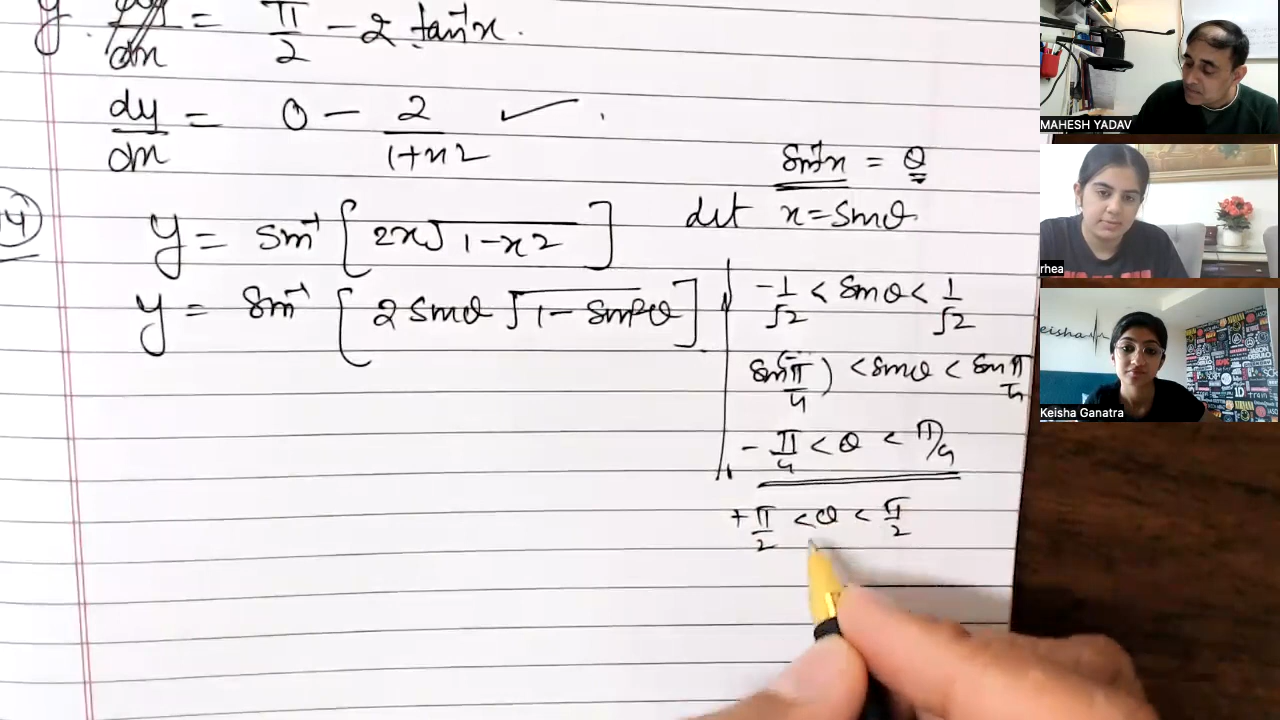 y. dy/dx = π/2 - 2 tan⁻¹x.
dy/dx = 0 - 2/(1+x2) ✓ .
14
y = sin⁻¹ [2x√1-x2]
sin⁻¹x = θ
let x = sinθ
y = sin⁻¹ [2 sinθ √1 - sin2θ]
-1/√2 < sinθ < 1/√2
sin(-π/4) < sinθ < sin π/4
- π/4 < θ < π/4
+ π/2 < θ < π/2
MAHESH YADAV
rhea
eisha
Keisha Ganatra